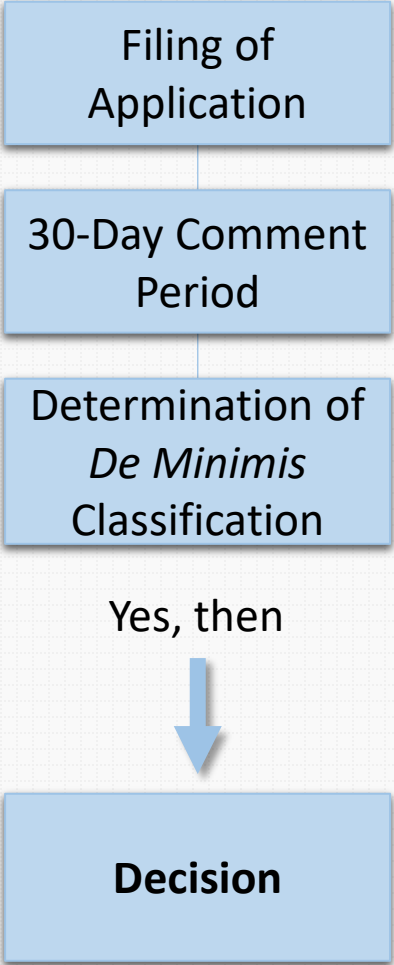 Filing of
Application
30-Day Comment
Period
Determination of
De Minimis
Classification
Yes, then
Decision